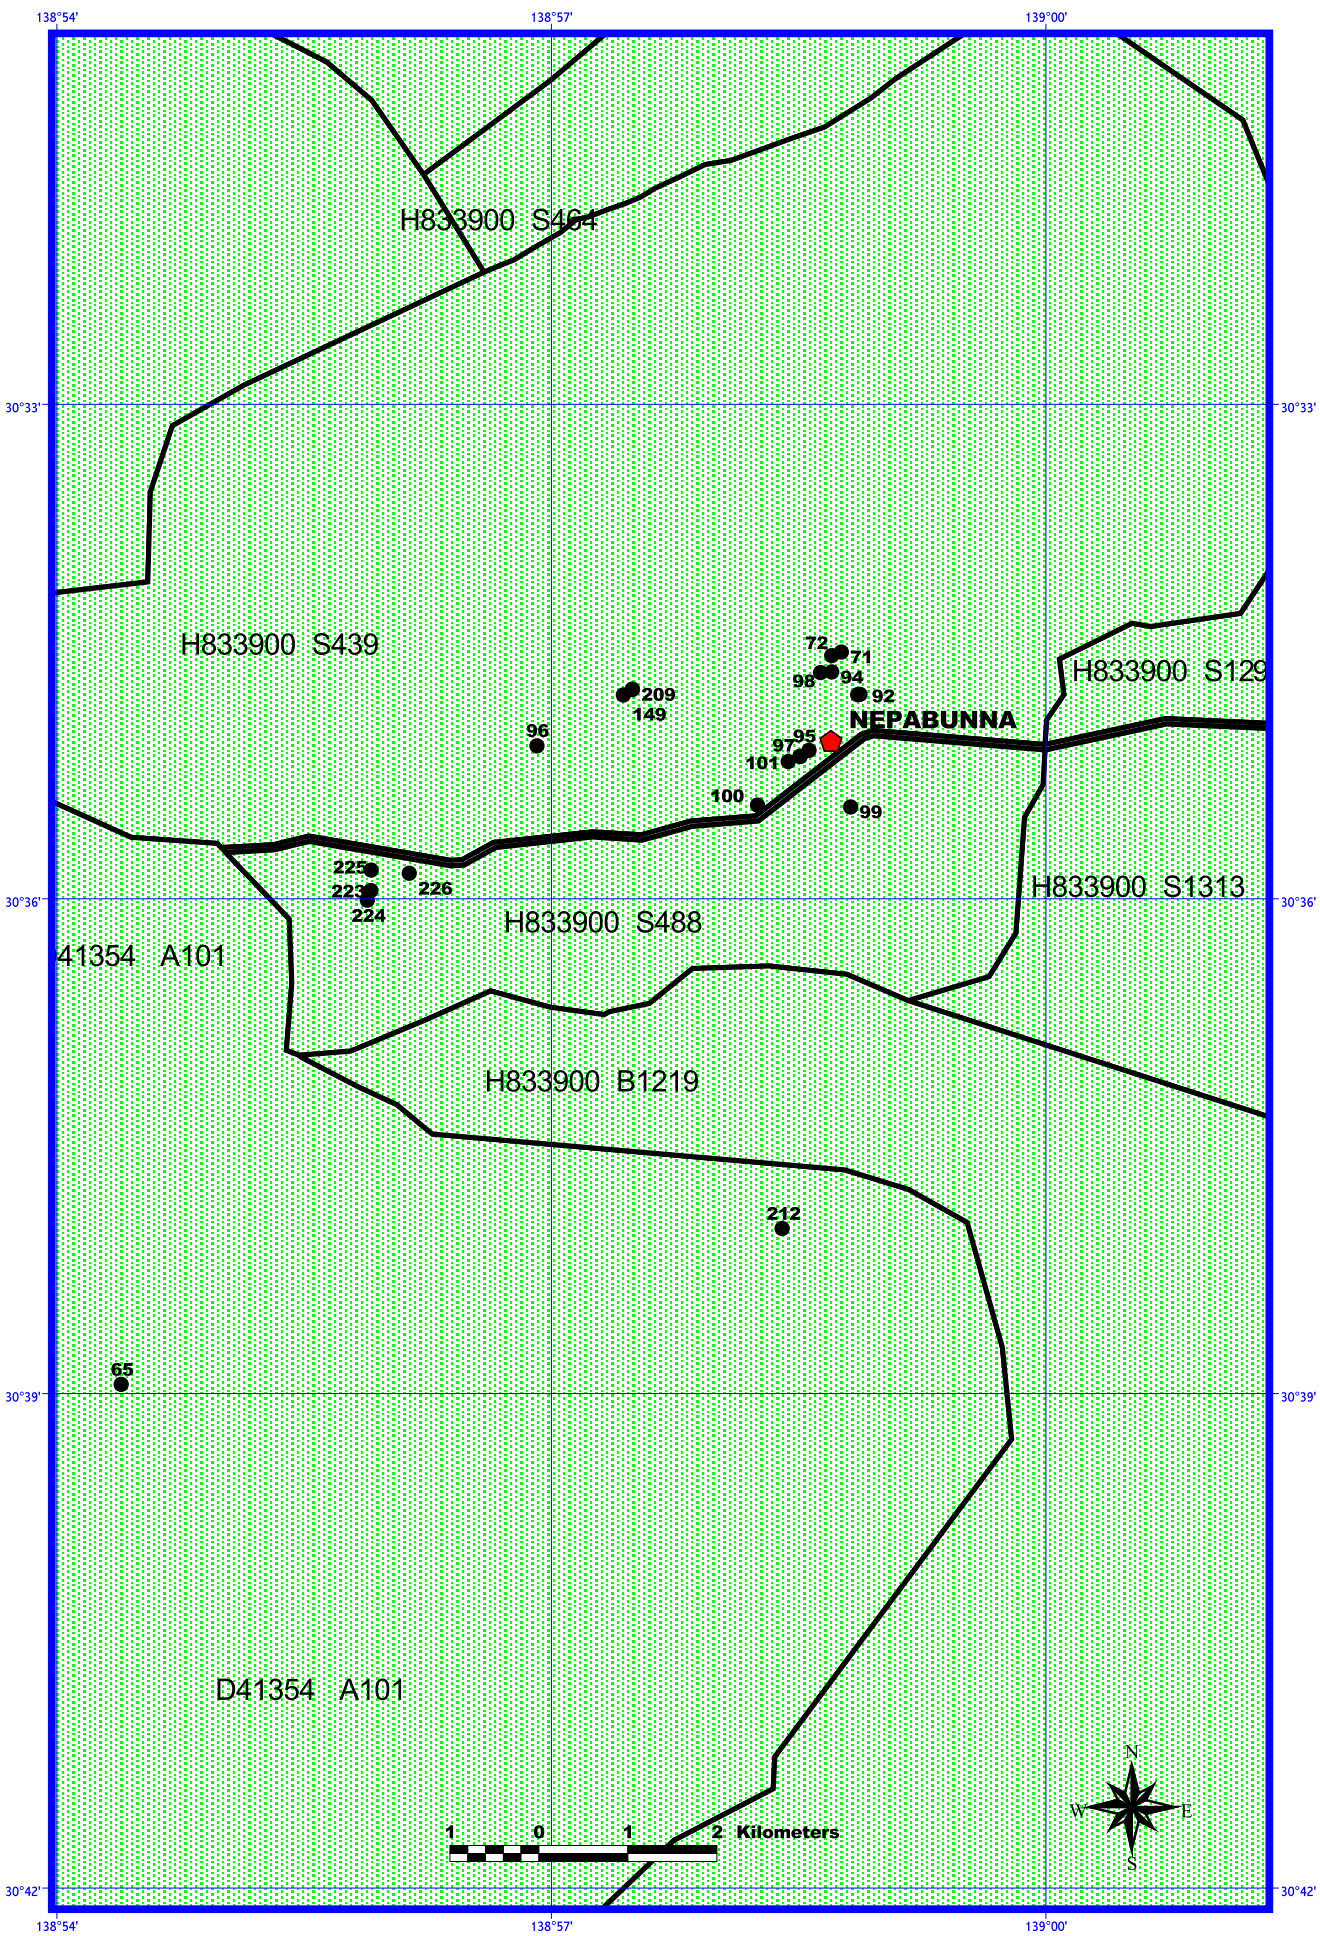 138°54' 138°57' 139°00'
H833900 S464
30°33' 30°33'
H833900 S439
72
71
98 94
H833900 S129
209
92
149
NEPABUNNA
96
95
97
101
100
99
225
226
223
224
30°36' 30°36'
H833900 S1313
H833900 S488
41354 A101
H833900 B1219
212
65
30°39' 30°39'
D41354 A101
N
W E
S
1 0 1 2 Kilometers
30°42' 30°42'
138°54' 138°57' 139°00'